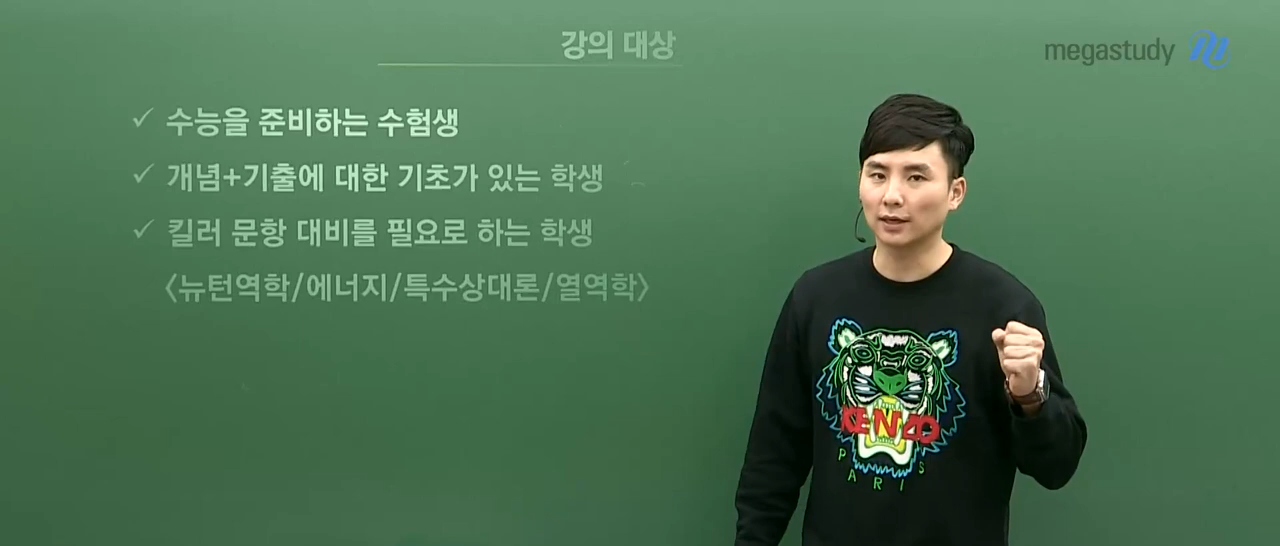 강의 대상
megastudy
수능을 준비하는 수험생
개념+기출에 대한 기초가 있는 학생
킬러 문항 대비를 필요로 하는 학생
〈뉴턴역학/에너지/특수상대론/열역학〉
KENZO
PARIS